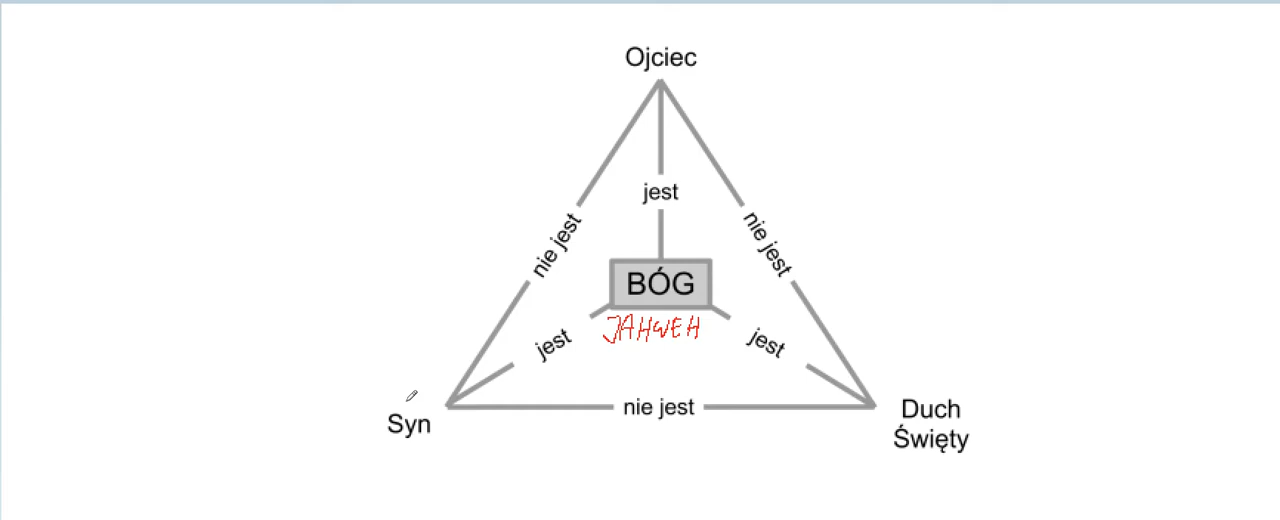 Ojciec
jest
nie jest
nie jest
BÓG
JAHWEH
jest
jest
nie jest
Syn
Duch
Święty